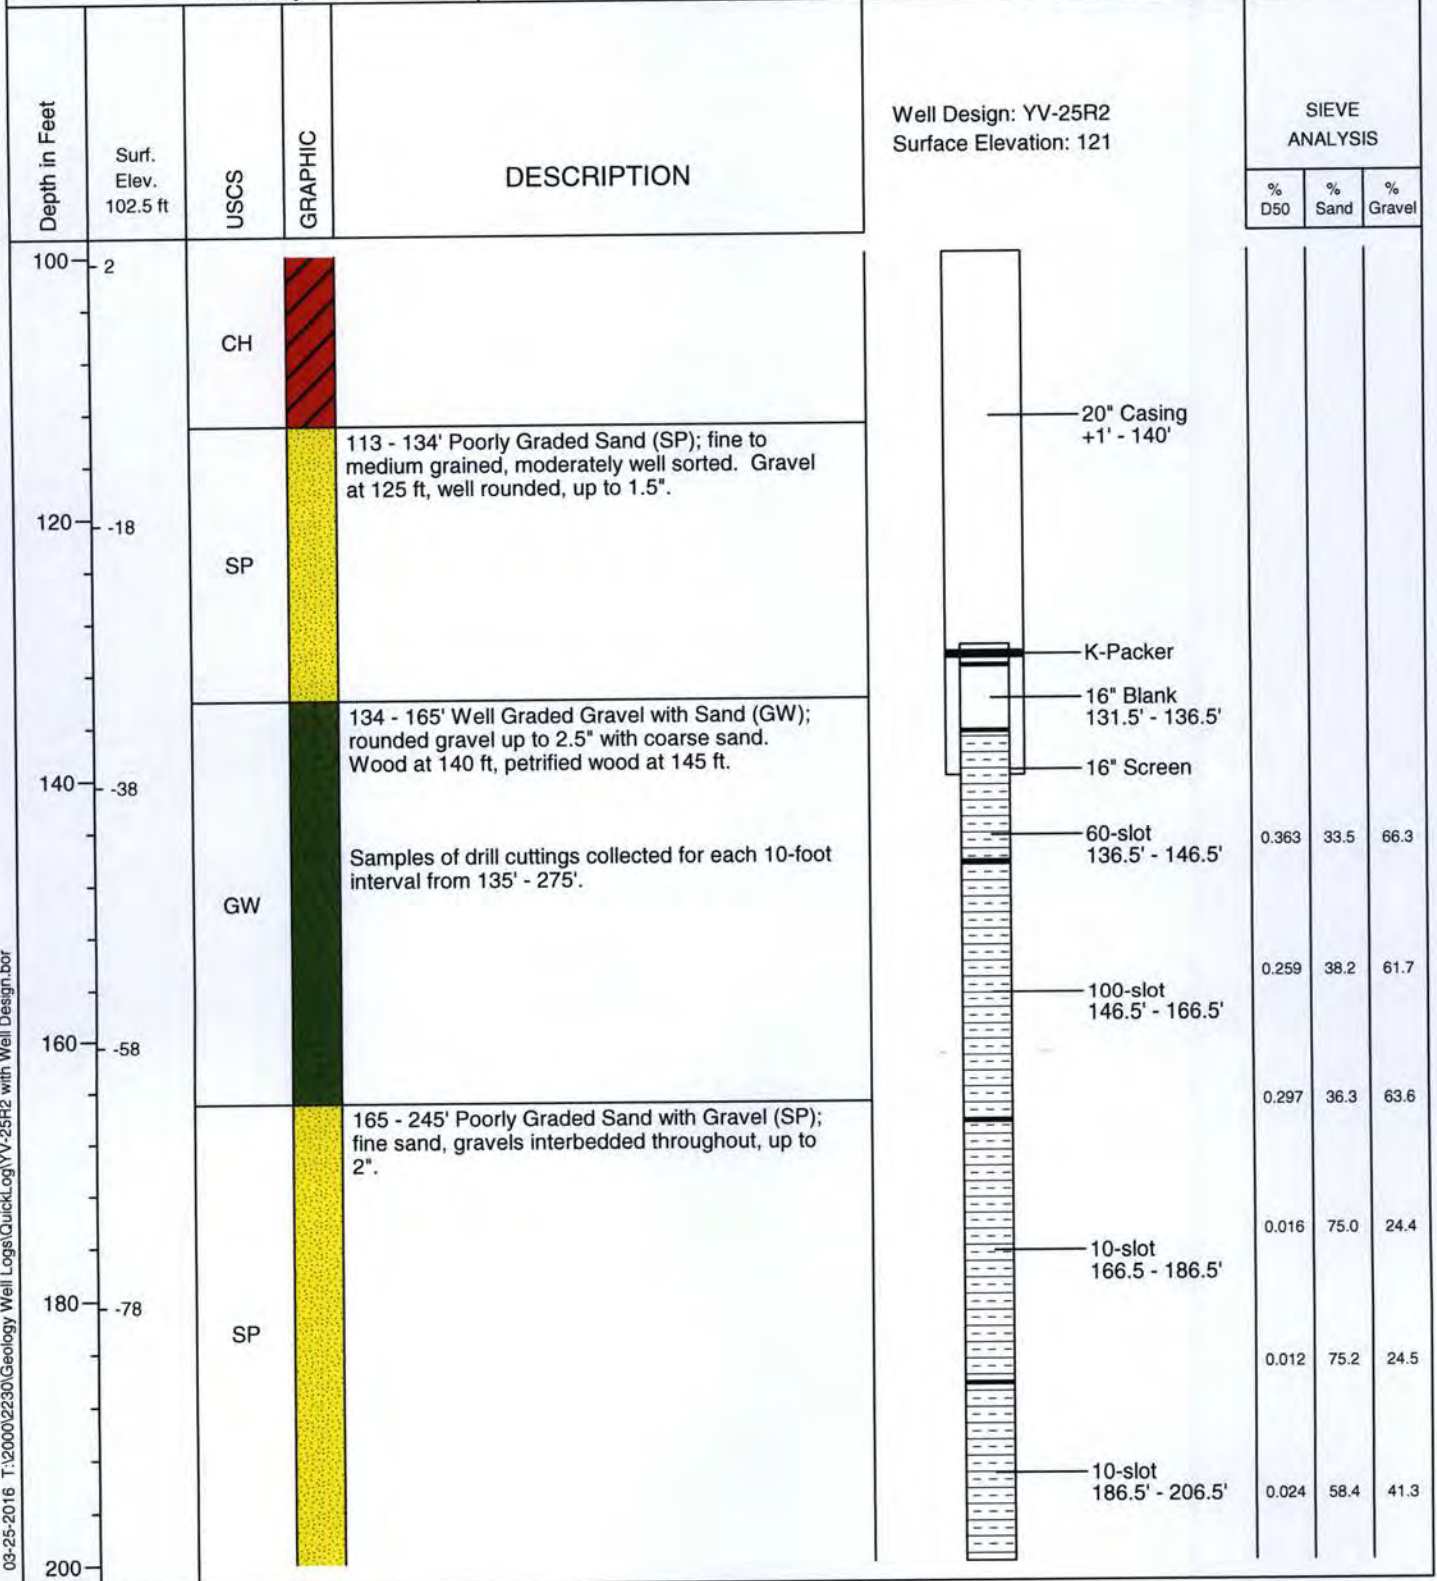 Depth in Feet
Surf.
Elev.
102.5 ft
USCS
GRAPHIC
DESCRIPTION
Well Design: YV-25R2
Surface Elevation: 121
SIEVE
ANALYSIS
%
D50
%
Sand
%
Gravel
100
2
CH
20" Casing
+1' - 140'
113 - 134' Poorly Graded Sand (SP); fine to
medium grained, moderately well sorted. Gravel
at 125 ft, well rounded, up to 1.5".
120
-18
SP
K-Packer
16" Blank
131.5' - 136.5'
134 - 165' Well Graded Gravel with Sand (GW);
rounded gravel up to 2.5" with coarse sand.
Wood at 140 ft, petrified wood at 145 ft.
16" Screen
140
-38
60-slot
136.5' - 146.5'
0.363 33.5 66.3
Samples of drill cuttings collected for each 10-foot
interval from 135' - 275'.
GW
0.259 38.2 61.7
100-slot
146.5' - 166.5'
160
-58
0.297 36.3 63.6
165 - 245' Poorly Graded Sand with Gravel (SP);
fine sand, gravels interbedded throughout, up to
2".
0.016 75.0 24.4
10-slot
166.5 - 186.5'
180
-78
SP
0.012 75.2 24.5
10-slot
186.5' - 206.5'
0.024 58.4 41.3
200
03-25-2016 T:\2000\2230\Geology Well Logs\QuickLog\YV-25R2 with Well Design.bor